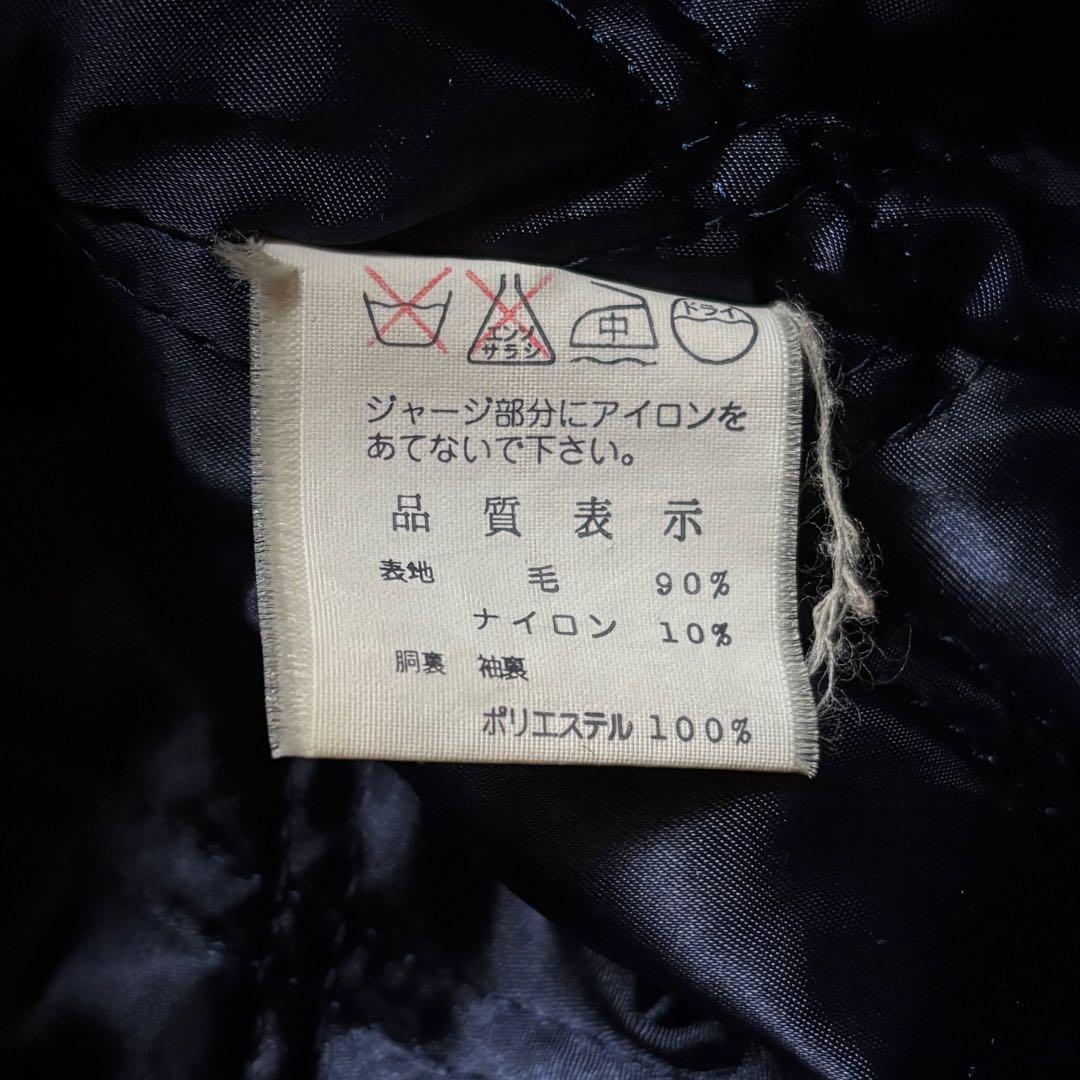 エンソ サラシ 中 ドライ
ジャージ部分にアイロンを
あてないで下さい。
品質表示
表地 毛 90%
ナイロン 10%
胴裏 袖裏
ポリエステル 100%